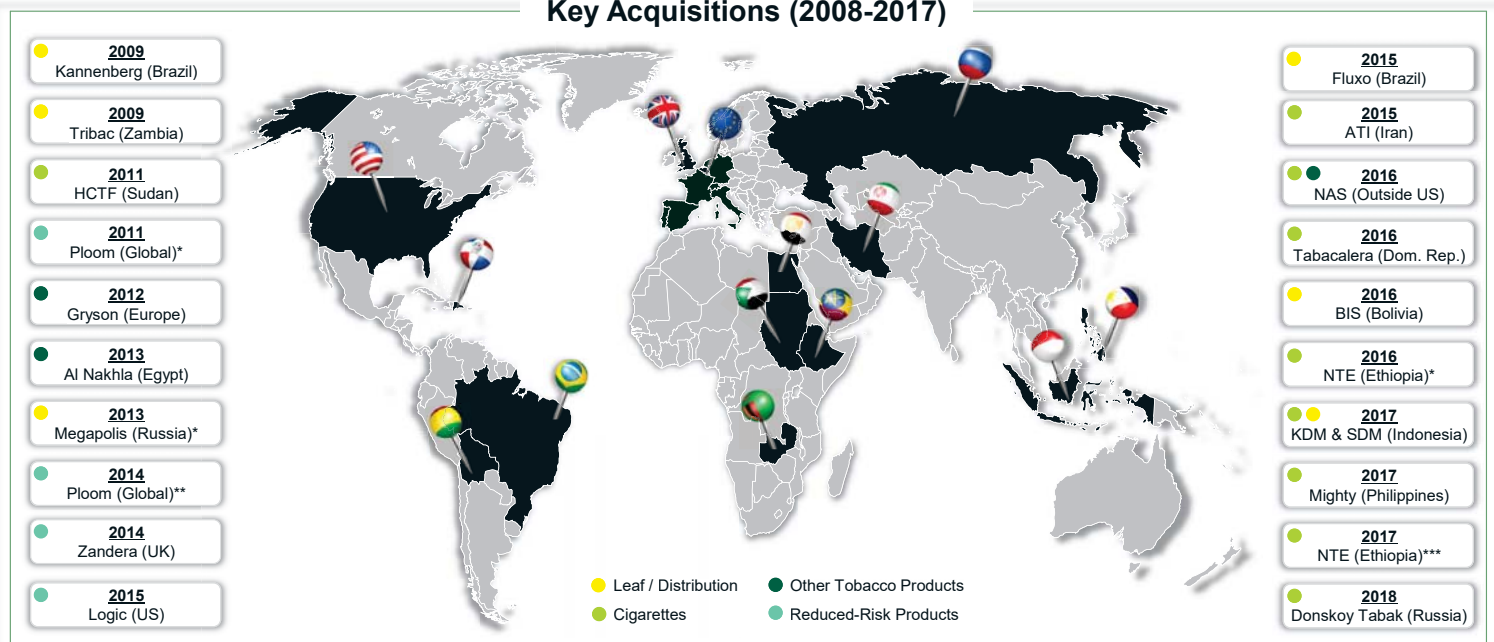 Key Acquisitions (2008-2017)
2009
Kannenberg (Brazil)
2009
Tribac (Zambia)
2011
HCTF (Sudan)
2011
Ploom (Global)*
2012
Gryson (Europe)
2013
Al Nakhla (Egypt)
2013
Megapolis (Russia)*
2014
Ploom (Global)**
2014
Zandera (UK)
2015
Logic (US)
2015
Fluxo (Brazil)
2015
ATI (Iran)
2016
NAS (Outside US)
2016
Tabacalera (Dom. Rep.)
2016
BIS (Bolivia)
2016
NTE (Ethiopia)*
2017
KDM & SDM (Indonesia)
2017
Mighty (Philippines)
2017
NTE (Ethiopia)***
2018
Donskoy Tabak (Russia)
Leaf / Distribution
Other Tobacco Products
Cigarettes
Reduced-Risk Products